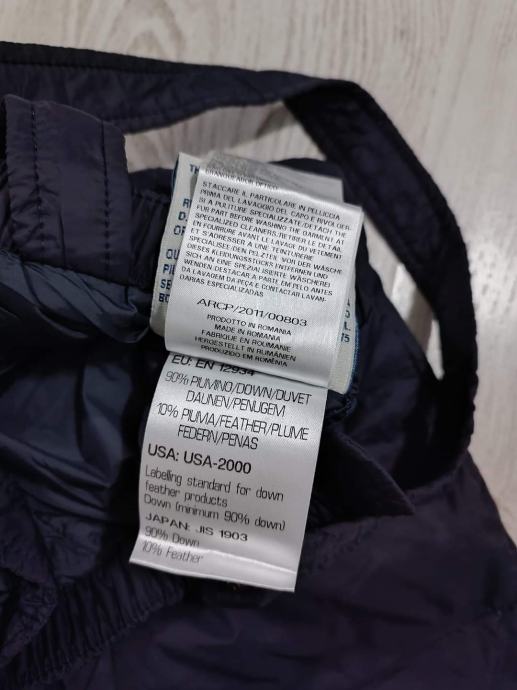 STACCARE IL PARTICOLARE IN PELLICCIA
PRIMA DEL LAVAGGIO DEL CAPO E RIVOLGER
SI A PULITURE SPECIALIZZATE/DETACH THE
FUR PART BEFORE WASHING THE GARMENT AT
SPECIALIZED CLEANERS/RETIRER LE DETAIL
EN FOURRURE AVANT LE LAVAGE DU VETEMENT
ET S'ADRESSER A UNE TEINTURERIE
SPECIALISEE/DEN PELZTEIL VOR DER WÄSCHE
DIESES KLEIDUNGSSTÜCKS ENTFERNEN UND
SICH AN EINE SPEZIALISIERTE WÄSCHEREI
WENDEN/DESTACAR A PARTE EM PELO ANTES
DA LAVAGEM DA PEÇA E CONTACTAR LAVAN-
DARIAS ESPECIALIZADAS
ARCP/2011/00803
PRODOTTO IN ROMANIA
MADE IN ROMANIA
FABRIQUE EN ROUMANIE
HERGESTELLT IN RUMÄNIEN
PRODUZIDO EM ROMÊNIA
EU: EN 12934
90% PIUMINO/DOWN/DUVET
DAUNEN/PENUGEM
10% PIUMA/FEATHER/PLUME
FEDERN/PENAS
USA: USA-2000
Labelling standard for down
feather products
Down (minimum 90% down)
JAPAN: JIS 1903
90% Down
10% Feather